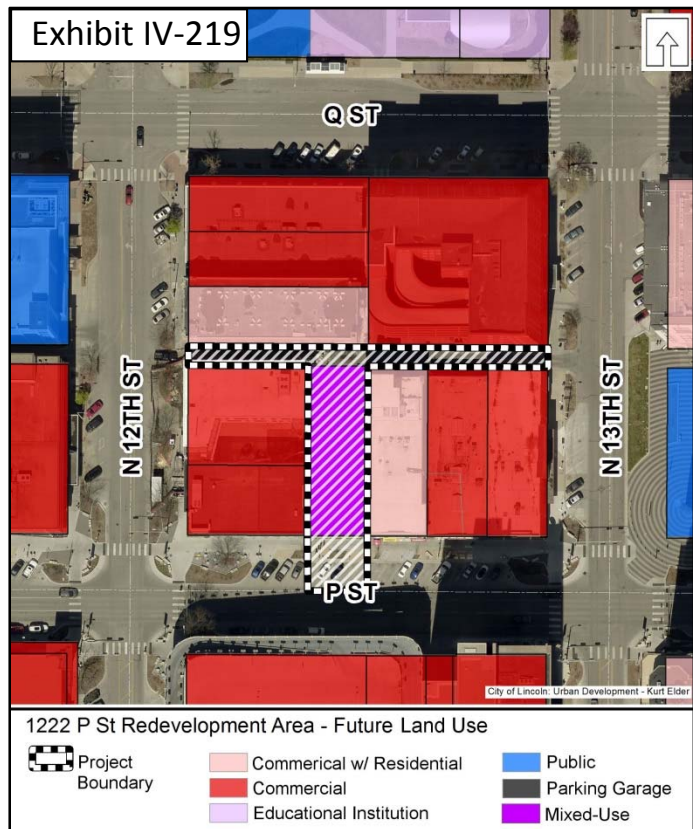 Exhibit IV-219
Q ST
N 12TH ST
N 13TH ST
P ST
City of Lincoln: Urban Development - Kurt Elder
1222 P St Redevelopment Area - Future Land Use
Project Boundary
Commerical w/ Residential
Commercial
Educational Institution
Public
Parking Garage
Mixed-Use